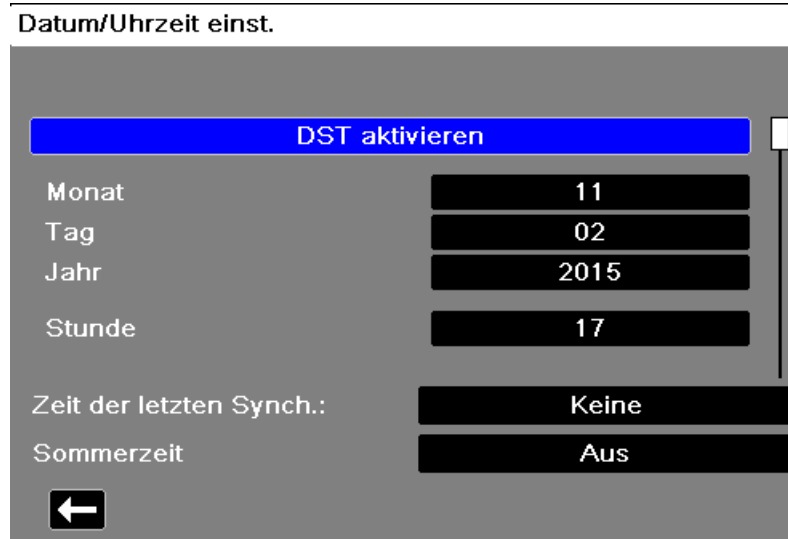 Datum/Uhrzeit einst.
DST aktivieren
Monat 11
Tag 02
Jahr 2015
Stunde 17
Zeit der letzten Synch.: Keine
Sommerzeit Aus